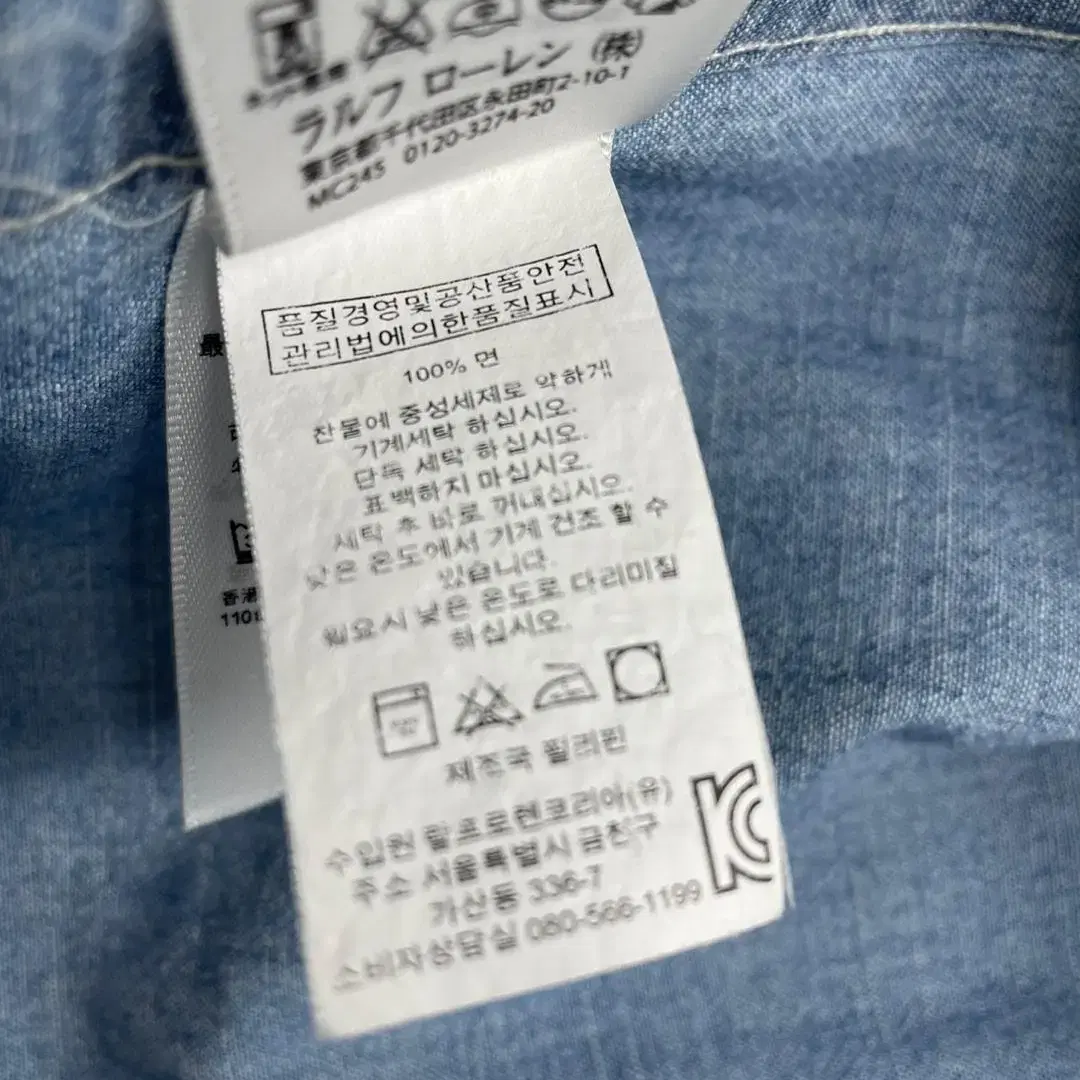 ラルフ ローレン (株)
東京都千代田区永田町2-10-1
MC245 0120-3274-20
품질경영및공산품안전
관리법에의한품질표시
100% 면
찬물에 중성세제로 약하게
기계세탁 하십시오.
단독 세탁 하십시오.
표백하지 마십시오.
세탁 후 바로 꺼내십시오.
낮은 온도에서 기계 건조 할 수
있습니다.
필요시 낮은 온도로 다리미질
하십시오.
제조국 필리핀
수입원 랄프로렌코리아(유)
주소 서울특별시 금천구
가산동 336-7
소비자상담실 080-566-1199
最
香港
110